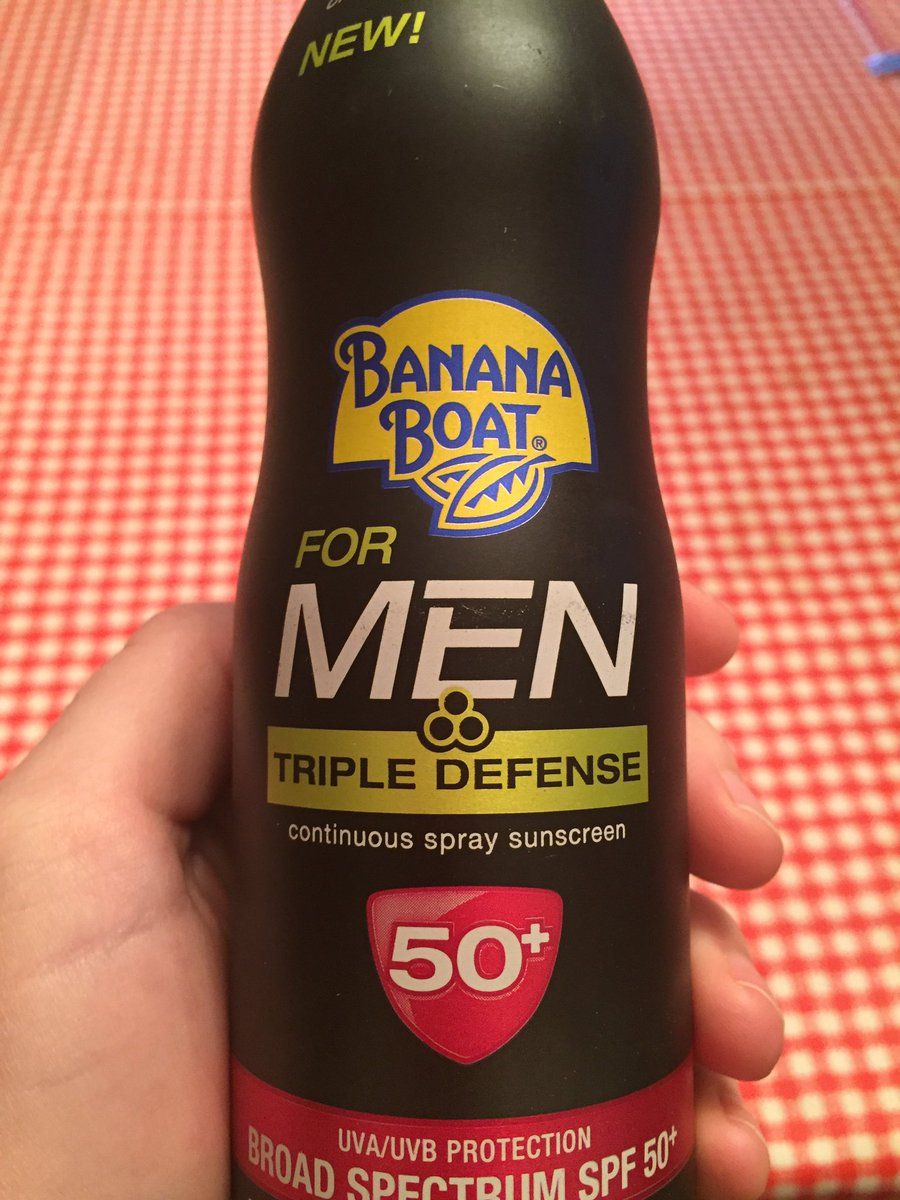 NEW!
BANANA
BOAT®
FOR
MEN
TRIPLE DEFENSE
continuous spray sunscreen
50+
UVA/UVB PROTECTION
BROAD SPECTRUM SPF 50+